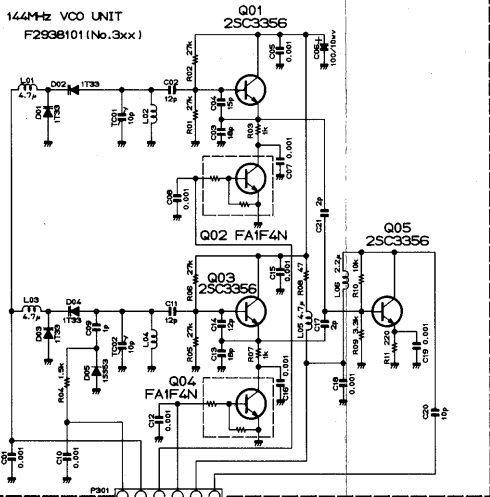 144MHz VCO UNIT
F2938101(No.3xx)
Q01
2SC3356
R02 27k
C05 0.001
C06 100/10WV
L01
4.7μ
D02 1T33
D01 1T33
TC01 10p
L02
C02
12p
R01 27k
C04 15p
C03 18p
R03 1k
C07 0.001
C08 0.001
Q02 FA1F4N
C21 2p
Q05
2SC3356
Q03
2SC3356
R06 27k
C15 0.001
R08 47
L06 2.2μ
R10 10k
L03
4.7μ
D04
1T33
D03 1T33
C09 1p
TC02 10p
L04
C11
12p
R05 27k
C14 12p
C13 18p
R07 1k
L05 4.7μ
C17 2p
R09 3.3k
R11 220
C19 0.001
R04 1.5k
D05 1S353
Q04
FA1F4N
C16 0.001
C18 0.001
C12 0.001
C20 10p
C01 0.001
C10 0.001
P301